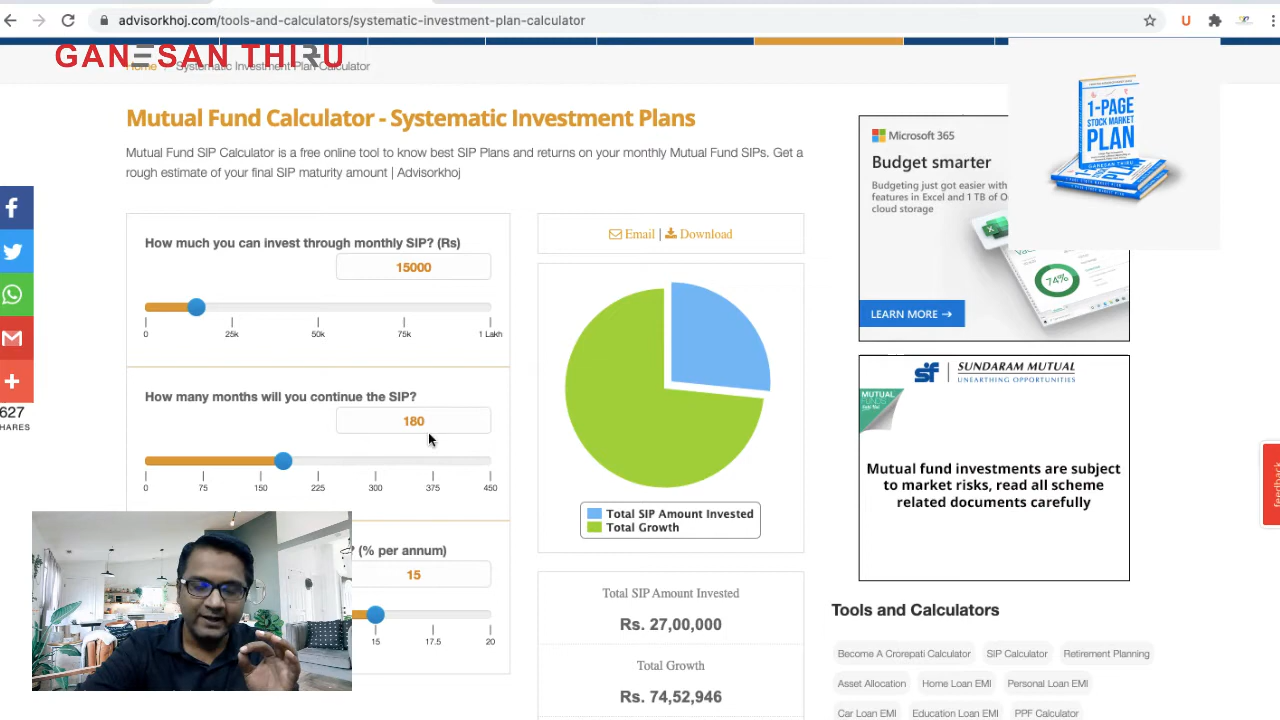 advisorkhoj.com/tools-and-calculators/systematic-investment-plan-calculator
GANESAN THIRU
Home
Systematic Investment Plan Calculator
Mutual Fund Calculator - Systematic Investment Plans
Mutual Fund SIP Calculator is a free online tool to know best SIP Plans and returns on your monthly Mutual Fund SIPs. Get a
rough estimate of your final SIP maturity amount | Advisorkhoj
627
HARES
How much you can invest through monthly SIP? (Rs)
15000
0 25k 50k 75k 1 Lakh
How many months will you continue the SIP?
180
0 75 150 225 300 375 450
? (% per annum)
15
15 17.5 20
Email | Download
Total SIP Amount Invested
Total Growth
Total SIP Amount Invested
Rs. 27,00,000
Total Growth
Rs. 74,52,946
Microsoft 365
Budget smarter
Budgeting just got easier with
features in Excel and 1 TB of O
cloud storage
74%
LEARN MORE →
1-PAGE
STOCK MARKET
PLAN
GANESAN THIRU
SUNDARAM MUTUAL
UNEARTHING OPPORTUNITIES
MUTUAL
FUNDS
Mutual fund investments are subject
to market risks, read all scheme
related documents carefully
feedback
Tools and Calculators
Become A Crorepati Calculator SIP Calculator Retirement Planning
Asset Allocation Home Loan EMI Personal Loan EMI
Car Loan EMI Education Loan EMI PPF Calculator